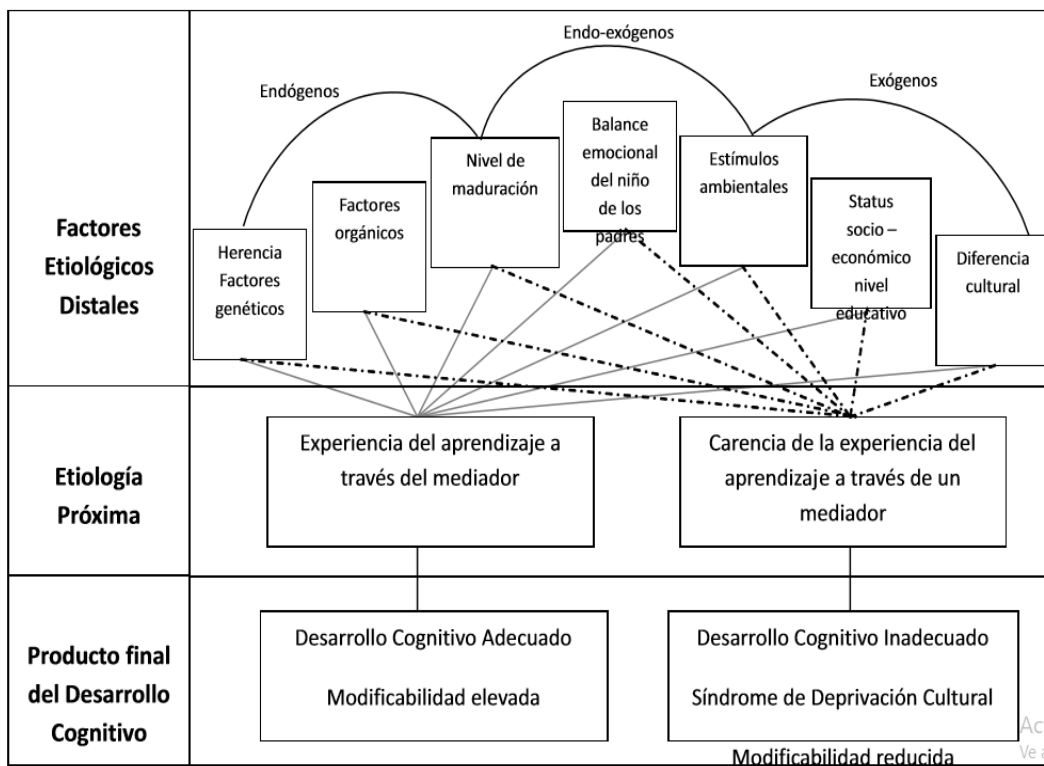 Endo-exógenos
Endógenos
Exógenos
Factores
Etiológicos
Distales
Herencia
Factores
genéticos
Factores
orgánicos
Nivel de
maduración
Balance
emocional
del niño
de los
padres
Estímulos
ambientales
Status
socio –
económico
nivel
educativo
Diferencia
cultural
Etiología
Próxima
Experiencia del aprendizaje a
través del mediador
Carencia de la experiencia del
aprendizaje a través de un
mediador
Producto final
del Desarrollo
Cognitivo
Desarrollo Cognitivo Adecuado
Modificabilidad elevada
Desarrollo Cognitivo Inadecuado
Síndrome de Deprivación Cultural
Modificabilidad reducida
Ac
Ve a